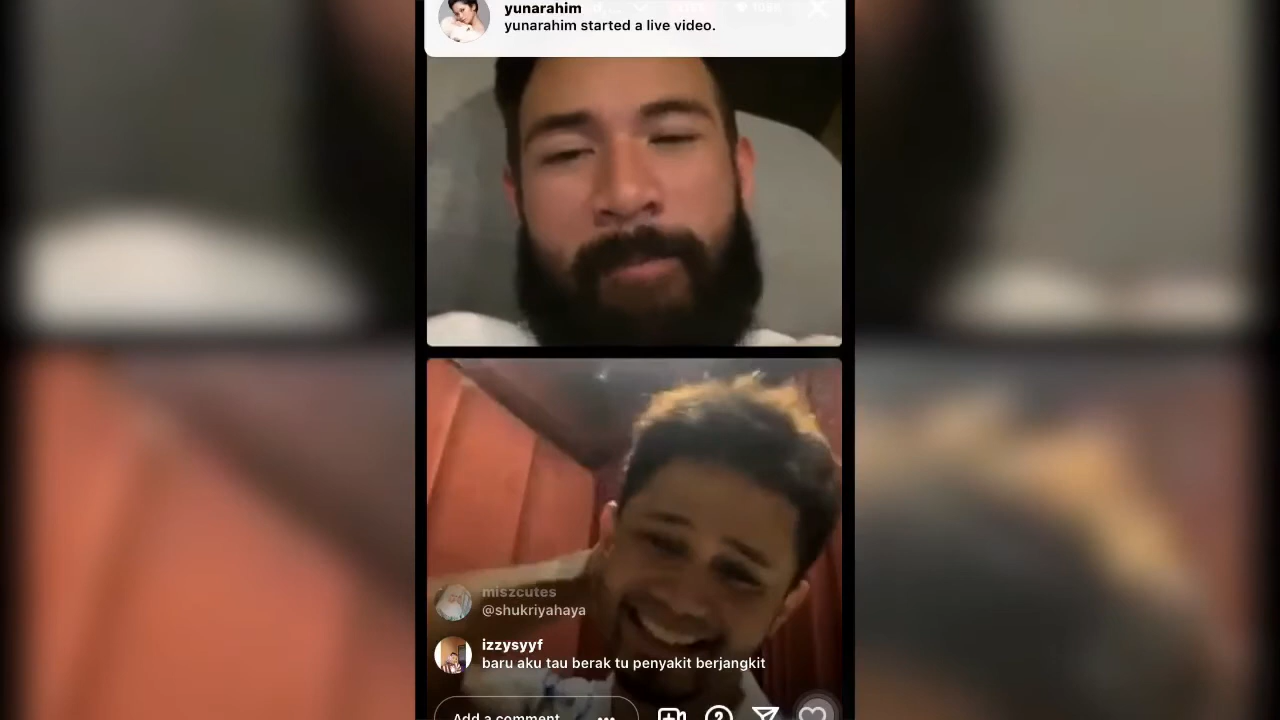 yunarahim
yunarahim started a live video.
miszcutes
@shukriyahaya
izzysyyf
baru aku tau berak tu penyakit berjangkit
Add a comment